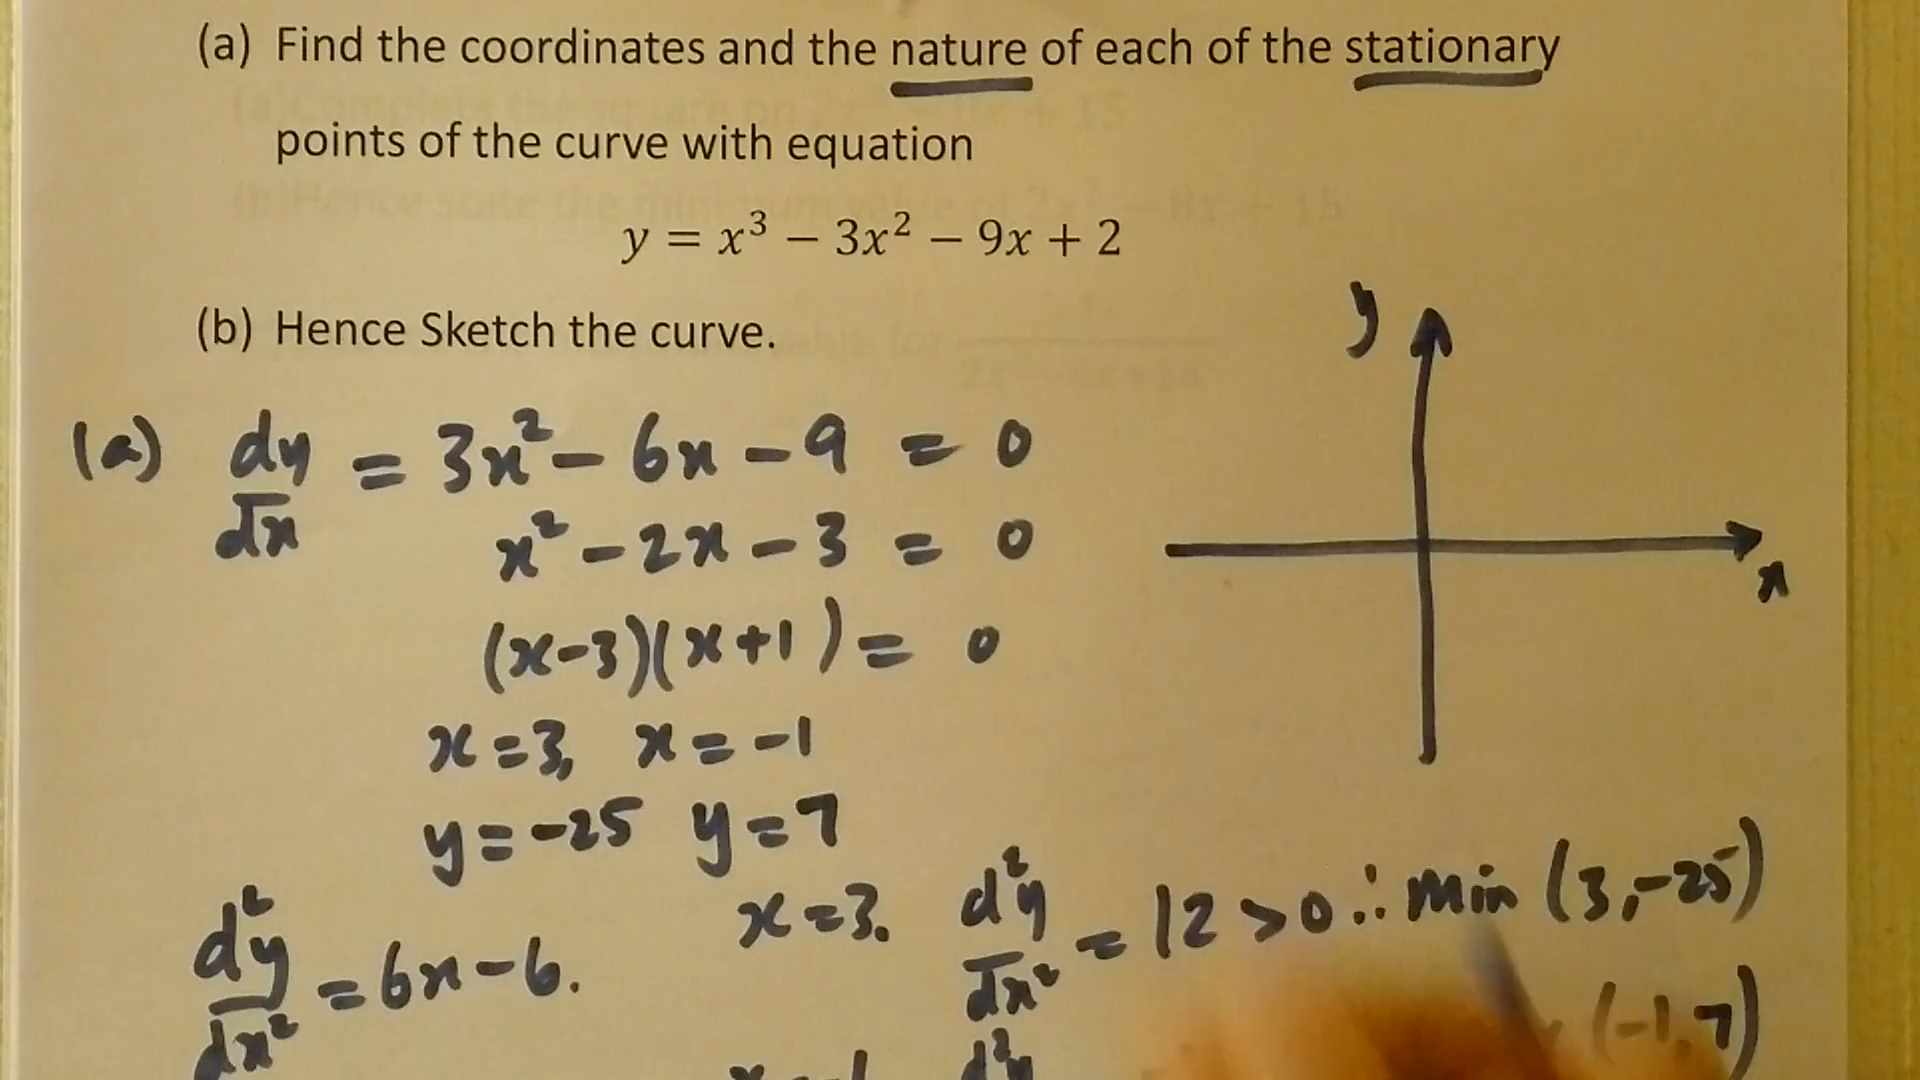 (a) Find the coordinates and the nature of each of the stationary
points of the curve with equation
y = x³ – 3x² – 9x + 2
(b) Hence Sketch the curve.
y
x
(a) dy/dx = 3x² – 6x – 9 = 0
x² – 2x – 3 = 0
(x-3)(x+1) = 0
x = 3, x = -1
y = -25 y = 7
x = 3. d²y/dx² = 12 > 0 ∴ min (3, -25)
d²y/dx² = 6x – 6.
(-1, 7)
d²y